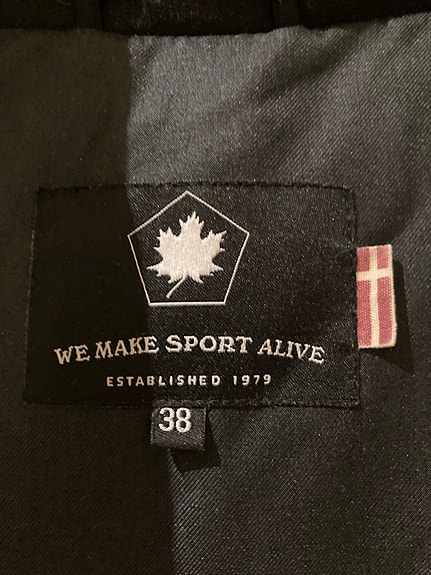 WE MAKE SPORT ALIVE
ESTABLISHED 1979
38